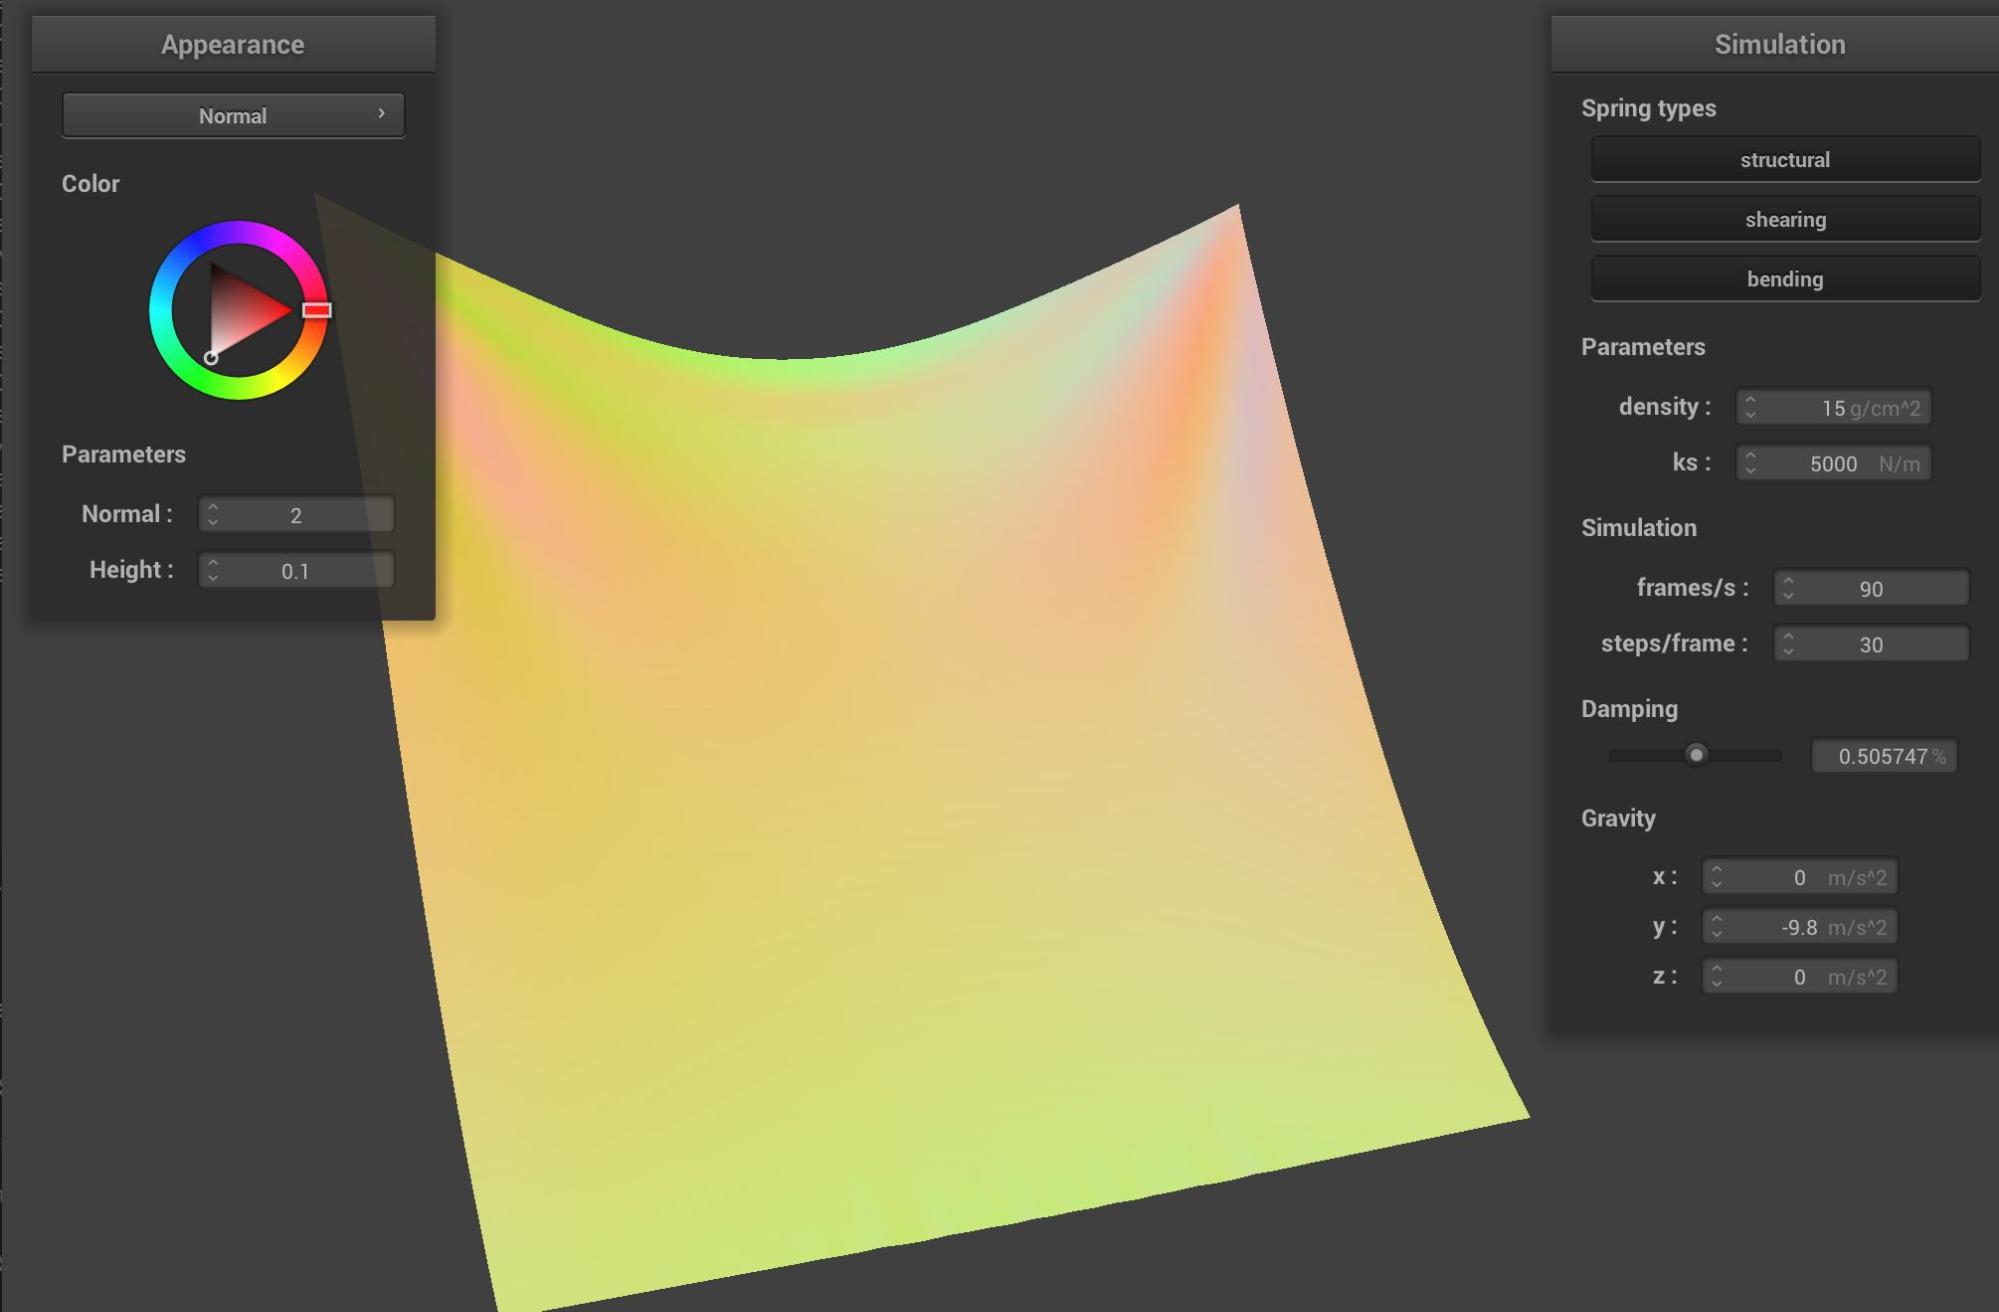 Appearance
Normal
Color
Parameters
Normal : 2
Height : 0.1
Simulation
Spring types
structural
shearing
bending
Parameters
density : 15 g/cm^2
ks : 5000 N/m
Simulation
frames/s : 90
steps/frame : 30
Damping
0.505747 %
Gravity
x : 0 m/s^2
y : -9.8 m/s^2
z : 0 m/s^2